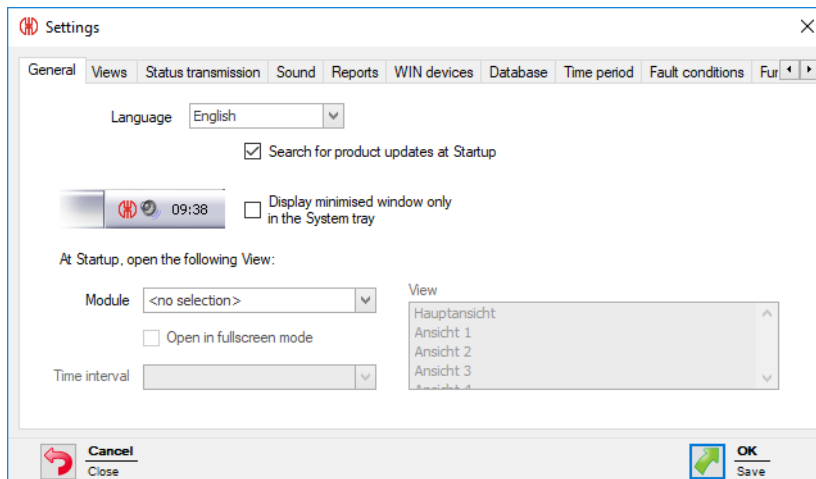 Settings
General Views Status transmission Sound Reports WIN devices Database Time period Fault conditions Fur
Language English
Search for product updates at Startup
09:38
Display minimised window only
in the System tray
At Startup, open the following View:
View
Module <no selection>
Hauptansicht
Open in fullscreen mode
Ansicht 1
Ansicht 2
Time interval
Ansicht 3
Ansicht 4
Cancel
Close
OK
Save